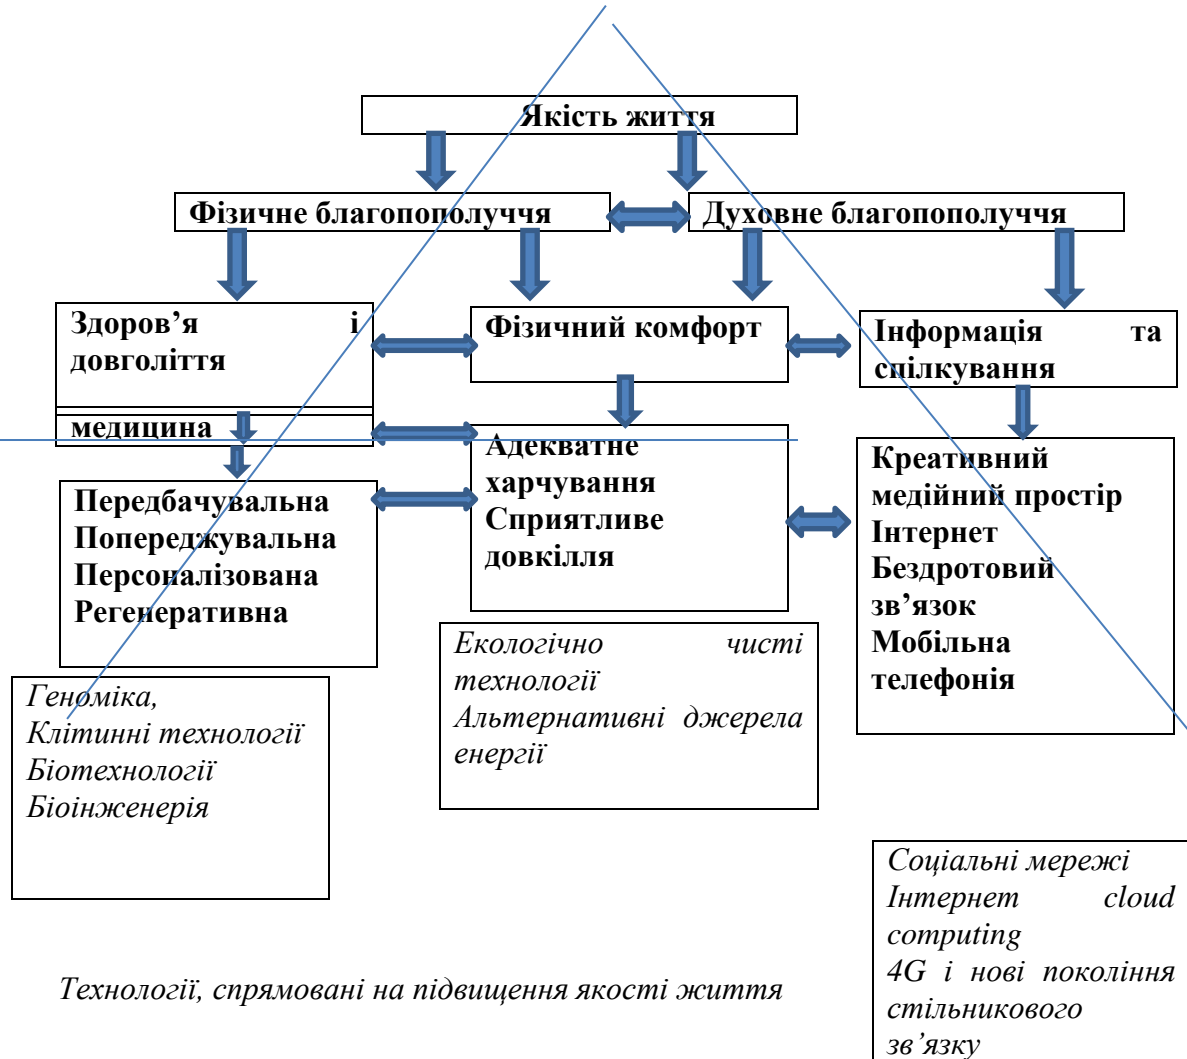 Якість життя
Фізичне благопополуччя
Духовне благопополуччя
Здоров’я і
довголіття
Фізичний комфорт
Інформація та
спілкування
медицина
Адекватне
харчування
Сприятливе
довкілля
Креативний
медійний простір
Інтернет
Бездротовий
зв’язок
Мобільна
телефонія
Передбачувальна
Попереджувальна
Персоналізована
Регенеративна
Екологічно чисті
технології
Альтернативні джерела
енергії
Геноміка,
Клітинні технології
Біотехнології
Біоінженерія
Соціальні мережі
Інтернет cloud
computing
4G і нові покоління
стільникового
зв’язку
Технології, спрямовані на підвищення якості життя